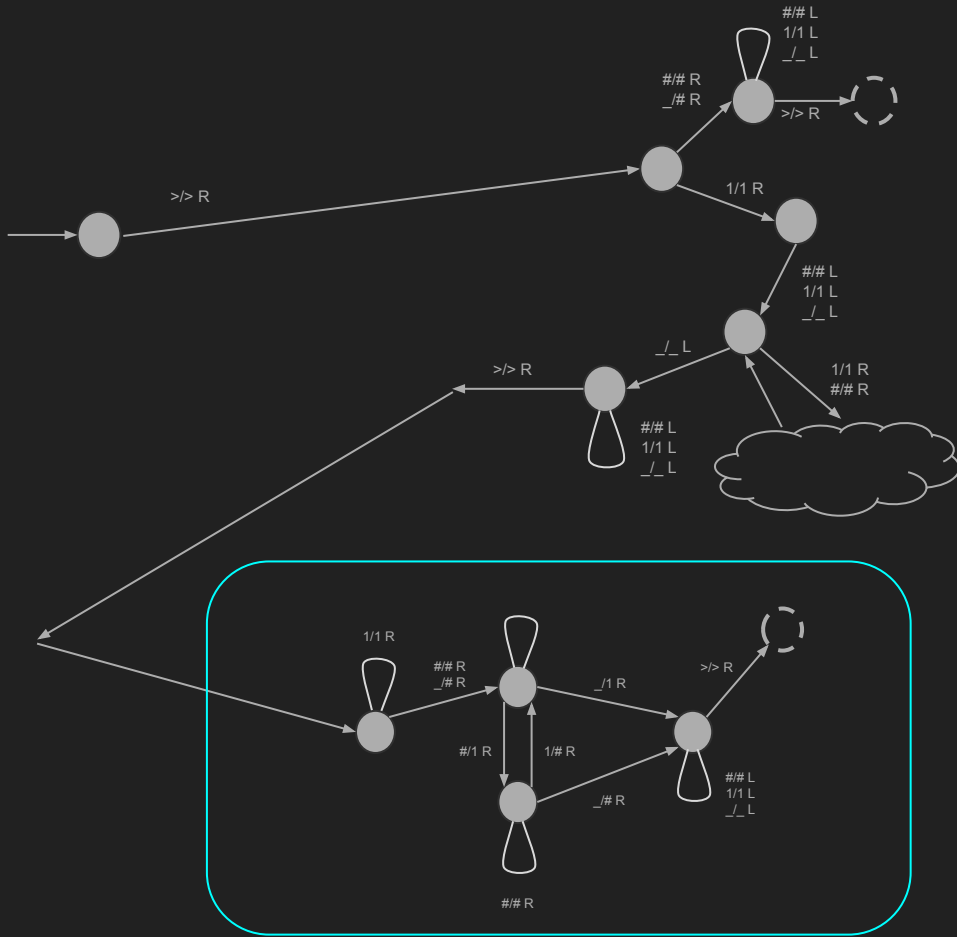 #/# L
1/1 L
_/_ L
#/# R
_/# R
>/> R
>/> R
1/1 R
#/# L
1/1 L
_/_ L
_/_ L
>/> R
1/1 R
#/# R
#/# L
1/1 L
_/_ L
1/1 R
#/# R
_/# R
>/> R
_/1 R
#/1 R
1/# R
_/# R
#/# L
1/1 L
_/_ L
#/# R